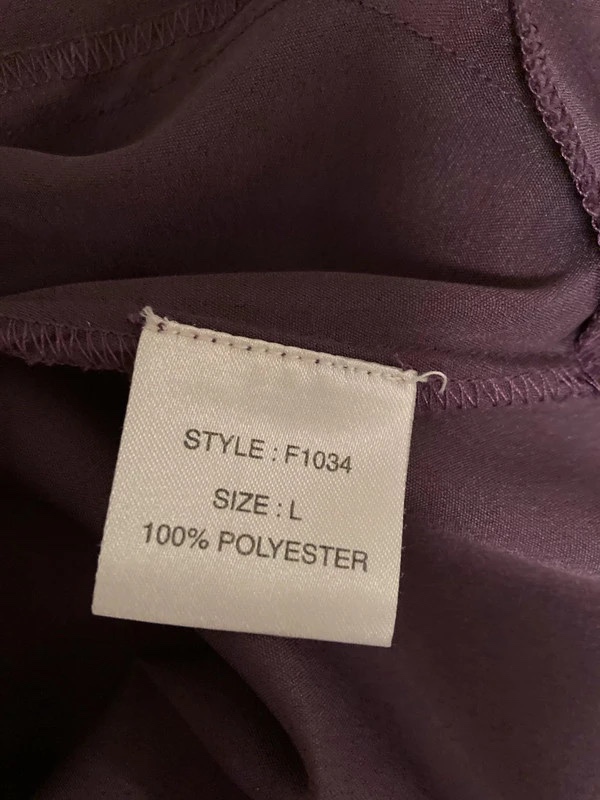 STYLE : F1034
SIZE : L
100% POLYESTER